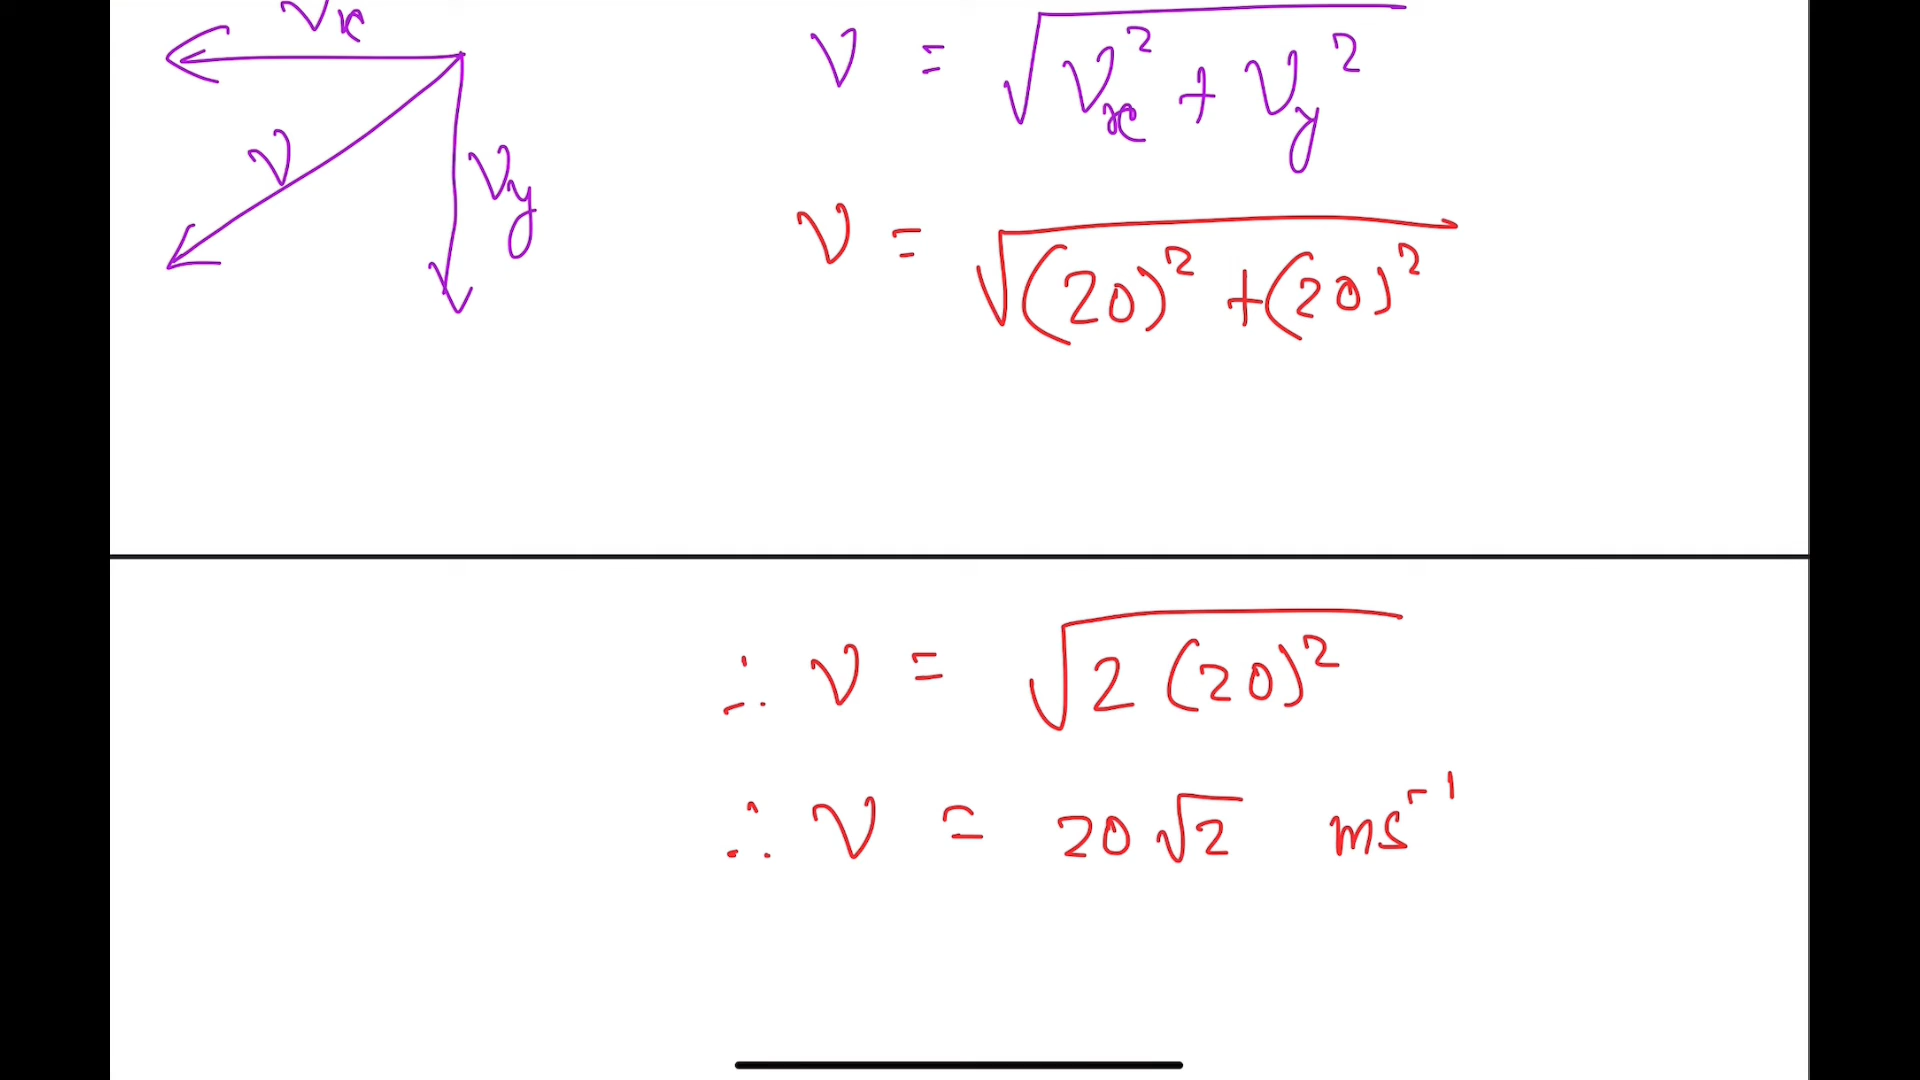 Vx
V
Vy
V = √(Vx² + Vy²)
V = √((20)² + (20)²)
∴ V = √(2 (20)²)
∴ V = 20 √2 ms⁻¹